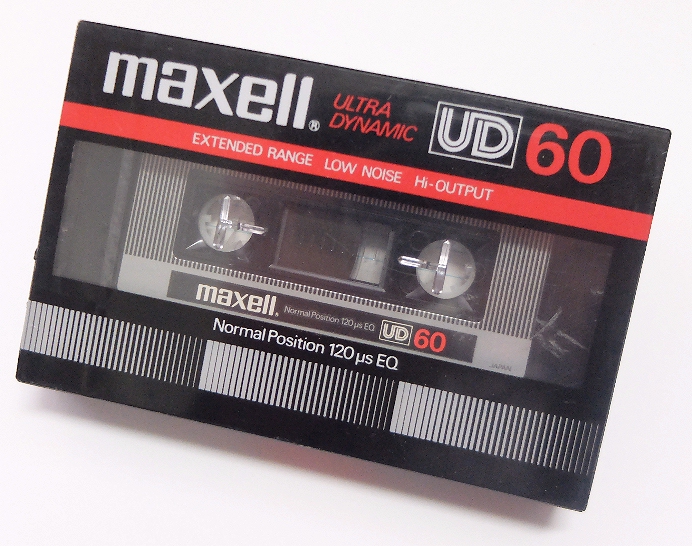 maxell®
ULTRA
DYNAMIC
UD 60
EXTENDED RANGE LOW NOISE Hi-OUTPUT
maxell® Normal Position 120 μs EQ UD 60
JAPAN
Normal Position 120 μs EQ